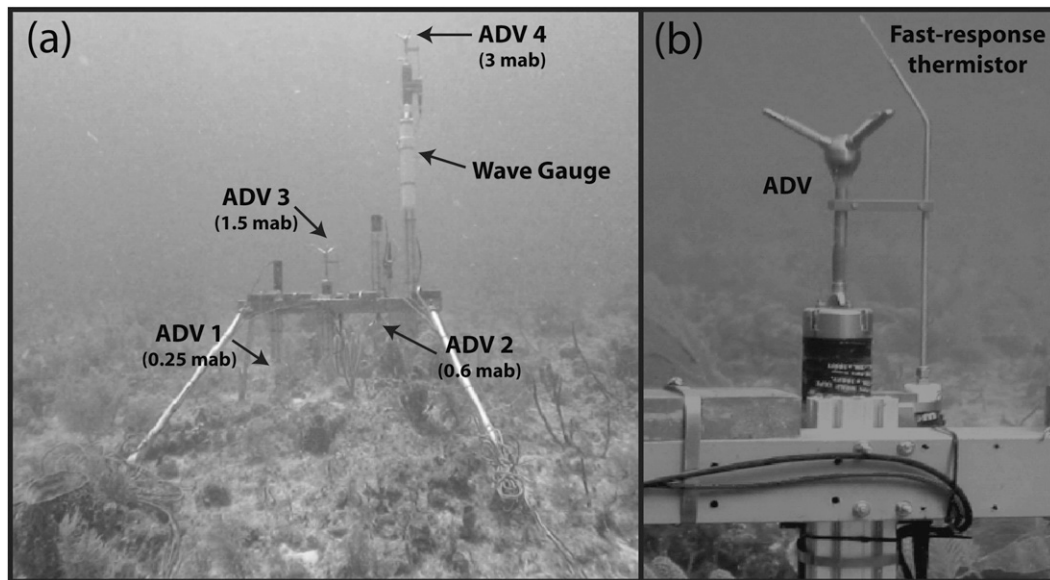 (a)
ADV 4
(3 mab)
Wave Gauge
ADV 3
(1.5 mab)
ADV 1
(0.25 mab)
ADV 2
(0.6 mab)
(b)
Fast-response
thermistor
ADV